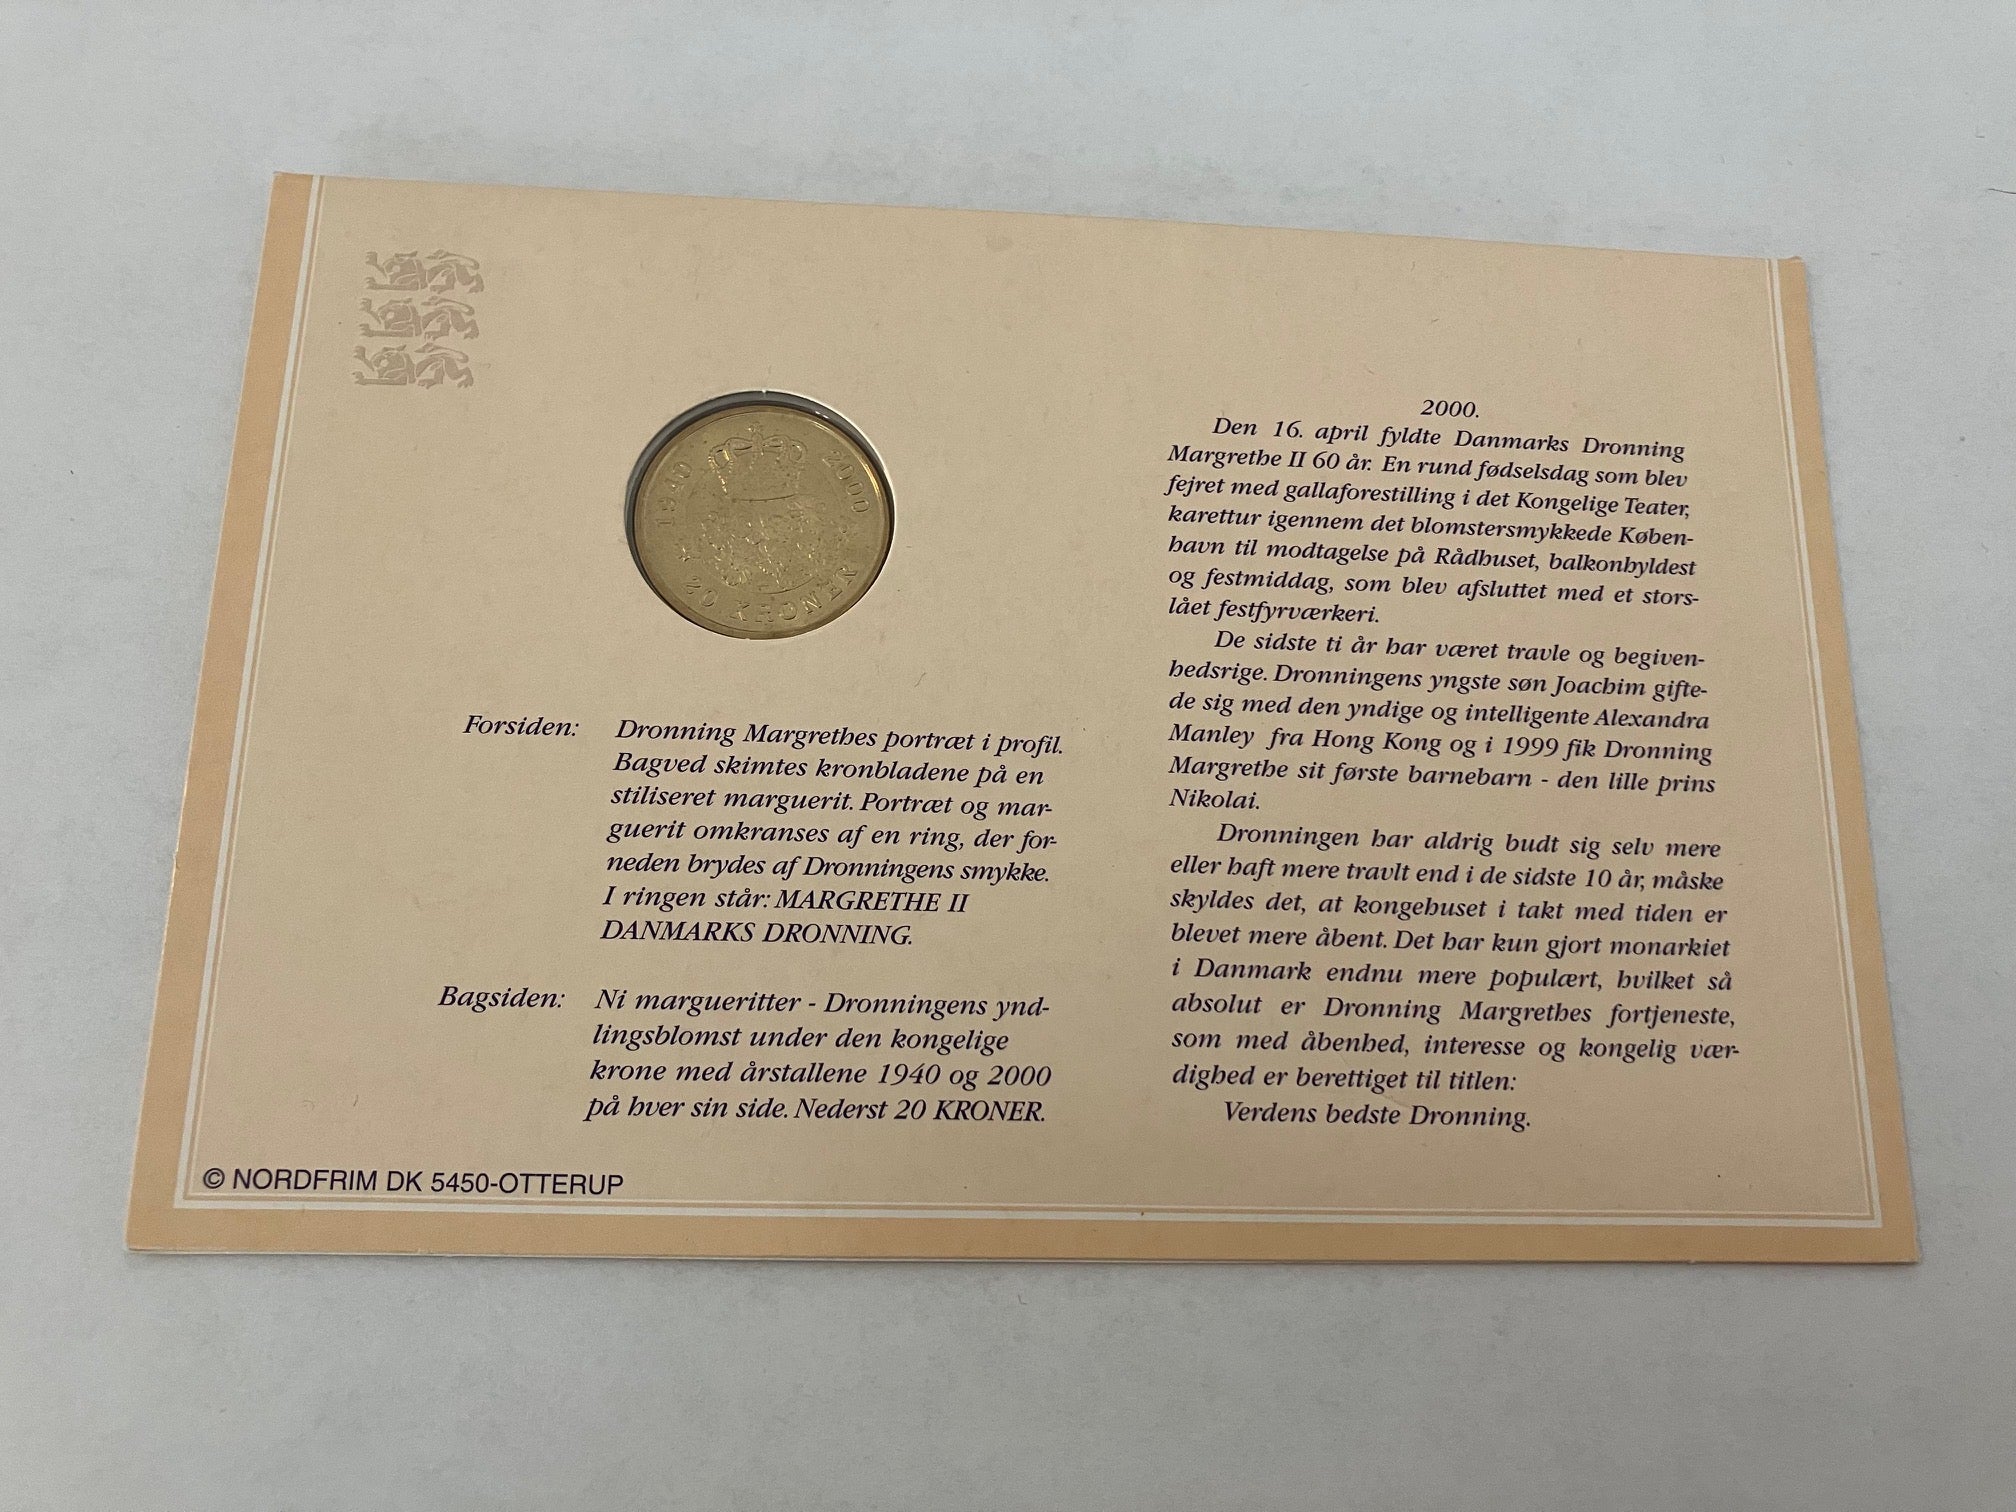 1940 2000
20 KRONER
Forsiden: Dronning Margrethes portræt i profil.
Bagved skimtes kronbladene på en
stiliseret marguerit. Portræt og mar-
guerit omkranses af en ring, der for-
neden brydes af Dronningens smykke.
I ringen står: MARGRETHE II
DANMARKS DRONNING.
Bagsiden: Ni margueritter - Dronningens ynd-
lingsblomst under den kongelige
krone med årstallene 1940 og 2000
på hver sin side. Nederst 20 KRONER.
© NORDFRIM DK 5450-OTTERUP
2000.
Den 16. april fyldte Danmarks Dronning
Margrethe II 60 år. En rund fødselsdag som blev
fejret med gallaforestilling i det Kongelige Teater,
karettur igennem det blomstersmykkede Køben-
havn til modtagelse på Rådhuset, balkonhyldest
og festmiddag, som blev afsluttet med et stors-
lået festfyrværkeri.
De sidste ti år har været travle og begiven-
hedsrige. Dronningens yngste søn Joachim gifte-
de sig med den yndige og intelligente Alexandra
Manley fra Hong Kong og i 1999 fik Dronning
Margrethe sit første barnebarn - den lille prins
Nikolai.
Dronningen har aldrig budt sig selv mere
eller haft mere travlt end i de sidste 10 år, måske
skyldes det, at kongehuset i takt med tiden er
blevet mere åbent. Det har kun gjort monarkiet
i Danmark endnu mere populært, hvilket så
absolut er Dronning Margrethes fortjeneste,
som med åbenhed, interesse og kongelig vær-
dighed er berettiget til titlen:
Verdens bedste Dronning.